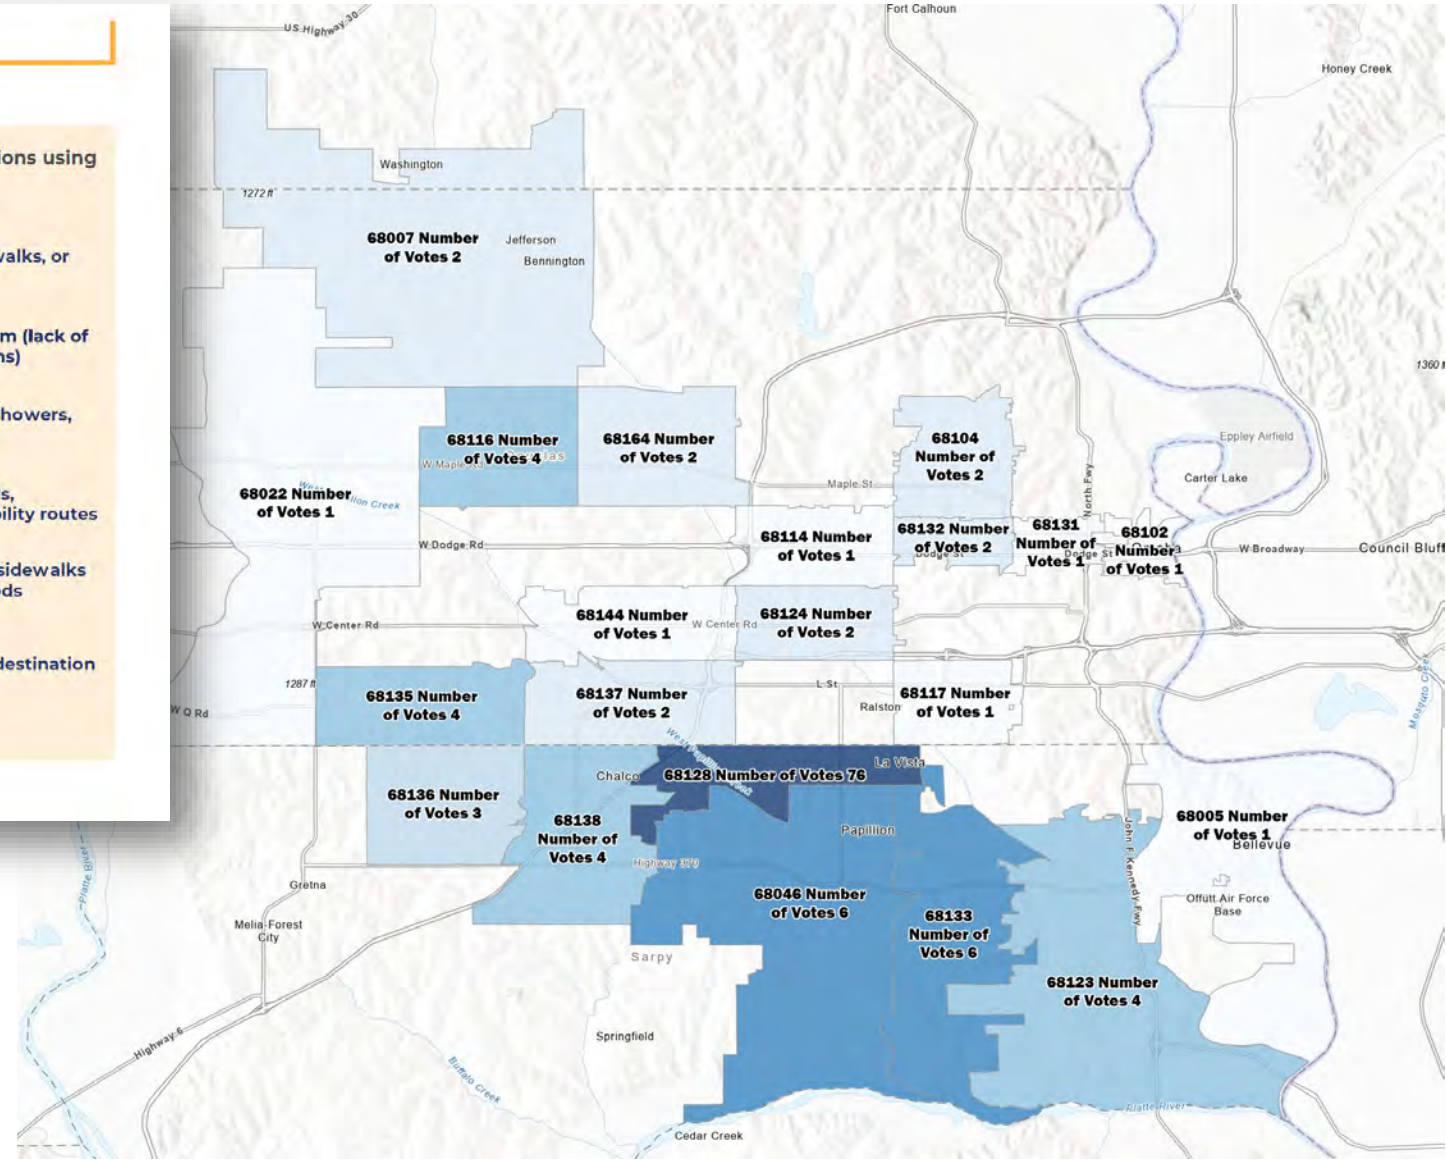 ions using
walks, or
m (lack of
ns)
howers,
s,
bility routes
sidewalks
ds
destination
US Highway 30
Fort Calhoun
Honey Creek
Washington
1272 ft
68007 Number
of Votes 2
Jefferson
Bennington
1360
68116 Number
of Votes 4
W Maple Rd
68164 Number
of Votes 2
68104
Number of
Votes 2
Eppley Airfield
Carter Lake
Maple St
North Fwy
68022 Number
of Votes 1
W Dodge Rd
68114 Number
of Votes 1
68132 Number
of Votes 2
Dodge St
68131
Number of
Votes 1
Dodge St
68102
Number
of Votes 1
W Broadway
Council Bluff
W Center Rd
68144 Number
of Votes 1
W Center Rd
68124 Number
of Votes 2
1287 ft
W Q Rd
68135 Number
of Votes 4
68137 Number
of Votes 2
L St
Ralston
68117 Number
of Votes 1
Mosquito Creek
Chalco
68128 Number of Votes 76
La Vista
68136 Number
of Votes 3
68138
Number of
Votes 4
Papillion
Highway 370
John F Kennedy Fwy
68005 Number
of Votes 1
Bellevue
Platte River
Gretna
Melia-Forest
City
68046 Number
of Votes 6
68133
Number of
Votes 6
Offutt Air Force
Base
Sarpy
68123 Number
of Votes 4
Springfield
Highway 6
Buffalo Creek
Platte River
Cedar Creek